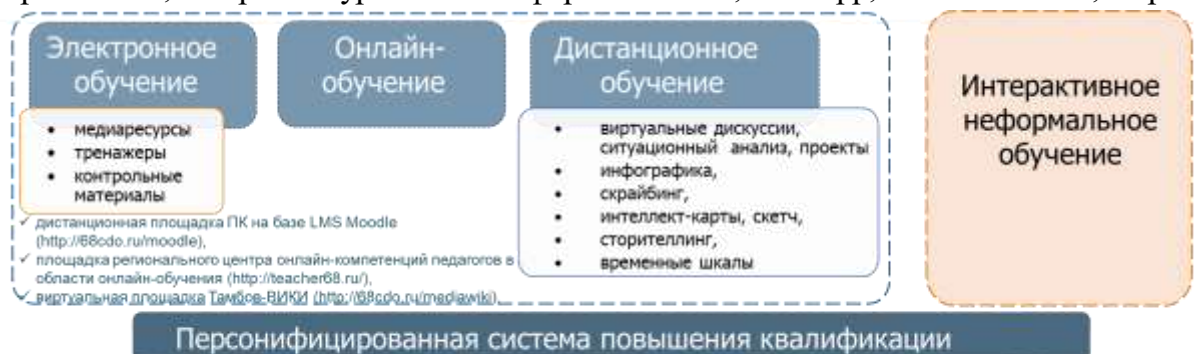 Электронное
обучение
Онлайн-
обучение
Дистанционное
обучение
Интерактивное
неформальное
обучение
• медиаресурсы
• тренажеры
• контрольные
материалы
• виртуальные дискуссии,
ситуационный анализ, проекты
• инфографика,
• скрайбинг,
• интеллект-карты, скетч,
• сторителлинг,
• временные шкалы
✓ дистанционная площадка ПК на базе LMS Moodle
(http://68cdo.ru/moodle),
✓ площадка регионального центра онлайн-компетенций педагогов в
области онлайн-обучения (http://teacher68.ru/),
✓ виртуальная площадка Тамбов-ВИКИ (http://68cdo.ru/mediawiki)
Персонифицированная система повышения квалификации